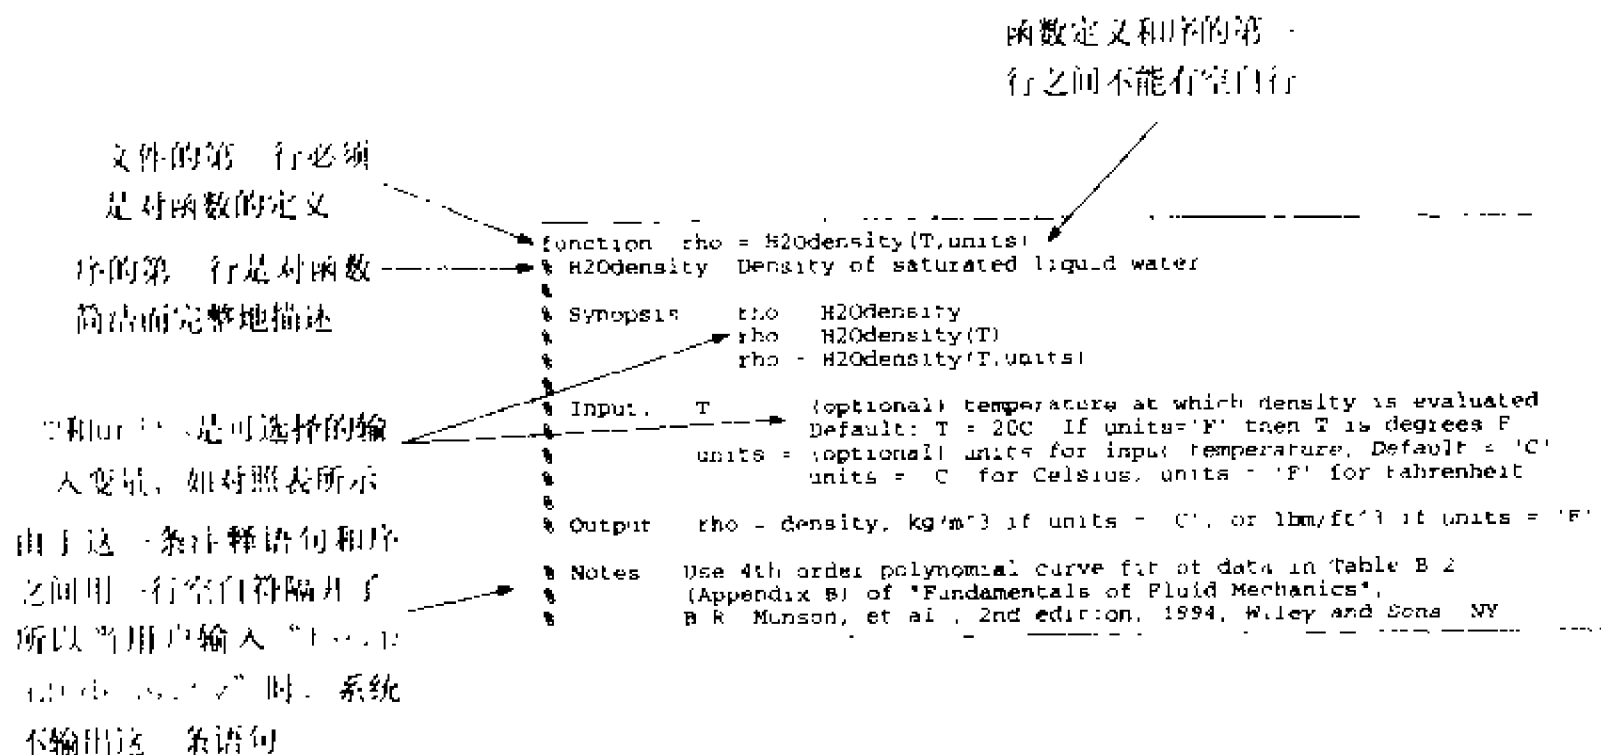 函数定义和序的第一
行之间不能有空白行
文件的第一行必须
是对函数的定义
序的第一行是对函数
简洁而完整地描述
是可选择的输
入变量，如对照表所示
由于这一条注释语句和序
之间用一行空白符隔开了
所以当用户输入“
”时，系统
不输出这一条语句
function rho = H2Odensity(T,units)
% H2Odensity Density of saturated liquid water
%
% Synopsis rho H2Odensity
% rho H2Odensity(T)
% rho - H2Odensity(T,units)
%
% Input. T (optional) temperature at which density is evaluated
% Default: T = 20C If units='F' then T is degrees F
% units = (optional) units for input temperature, Default = 'C'
% units = C for Celsius, units = 'F' for Fahrenheit
%
% Output rho - density, kg/m^3 if units = C', or lbm/ft^3 if units = 'F'
% Notes Use 4th order polynomial curve fit of data in Table B 2
% (Appendix B) of "Fundamentals of Fluid Mechanics",
% B R Munson, et al , 2nd edition, 1994, Wiley and Sons NY